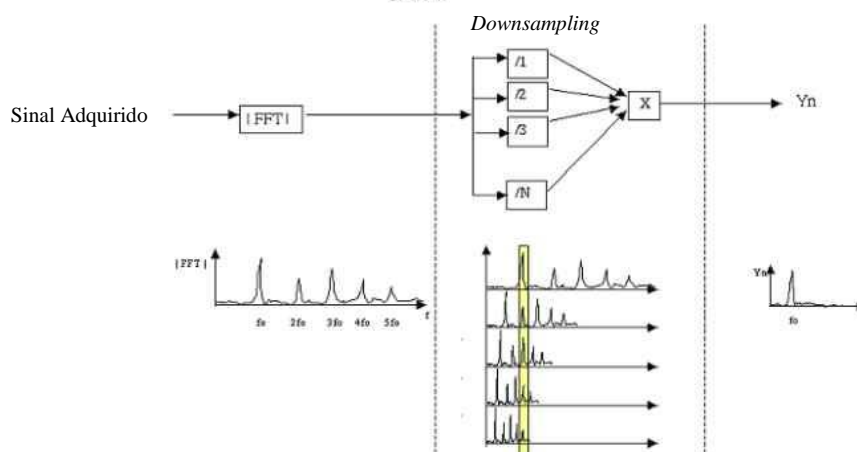 Downsampling
Sinal Adquirido
|FFT|
/1
/2
/3
/N
X
Yn
|FFT|
fo
2fo
3fo
4fo
5fo
f
Yn
fo